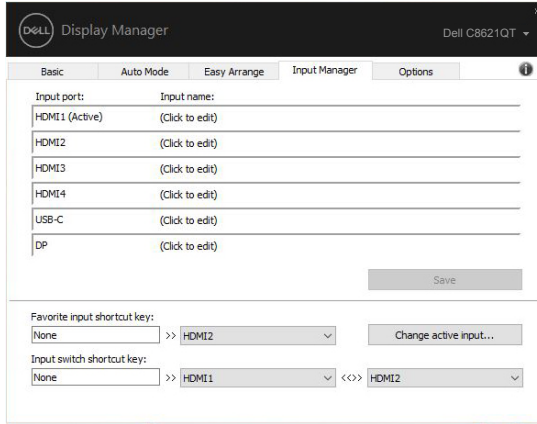 DELL Display Manager
Dell C8621QT
Basic Auto Mode Easy Arrange Input Manager Options
Input port: Input name:
HDMI1 (Active) (Click to edit)
HDMI2 (Click to edit)
HDMI3 (Click to edit)
HDMI4 (Click to edit)
USB-C (Click to edit)
DP (Click to edit)
Save
Favorite input shortcut key:
None >> HDMI2 Change active input...
Input switch shortcut key:
None >> HDMI1 <<>> HDMI2